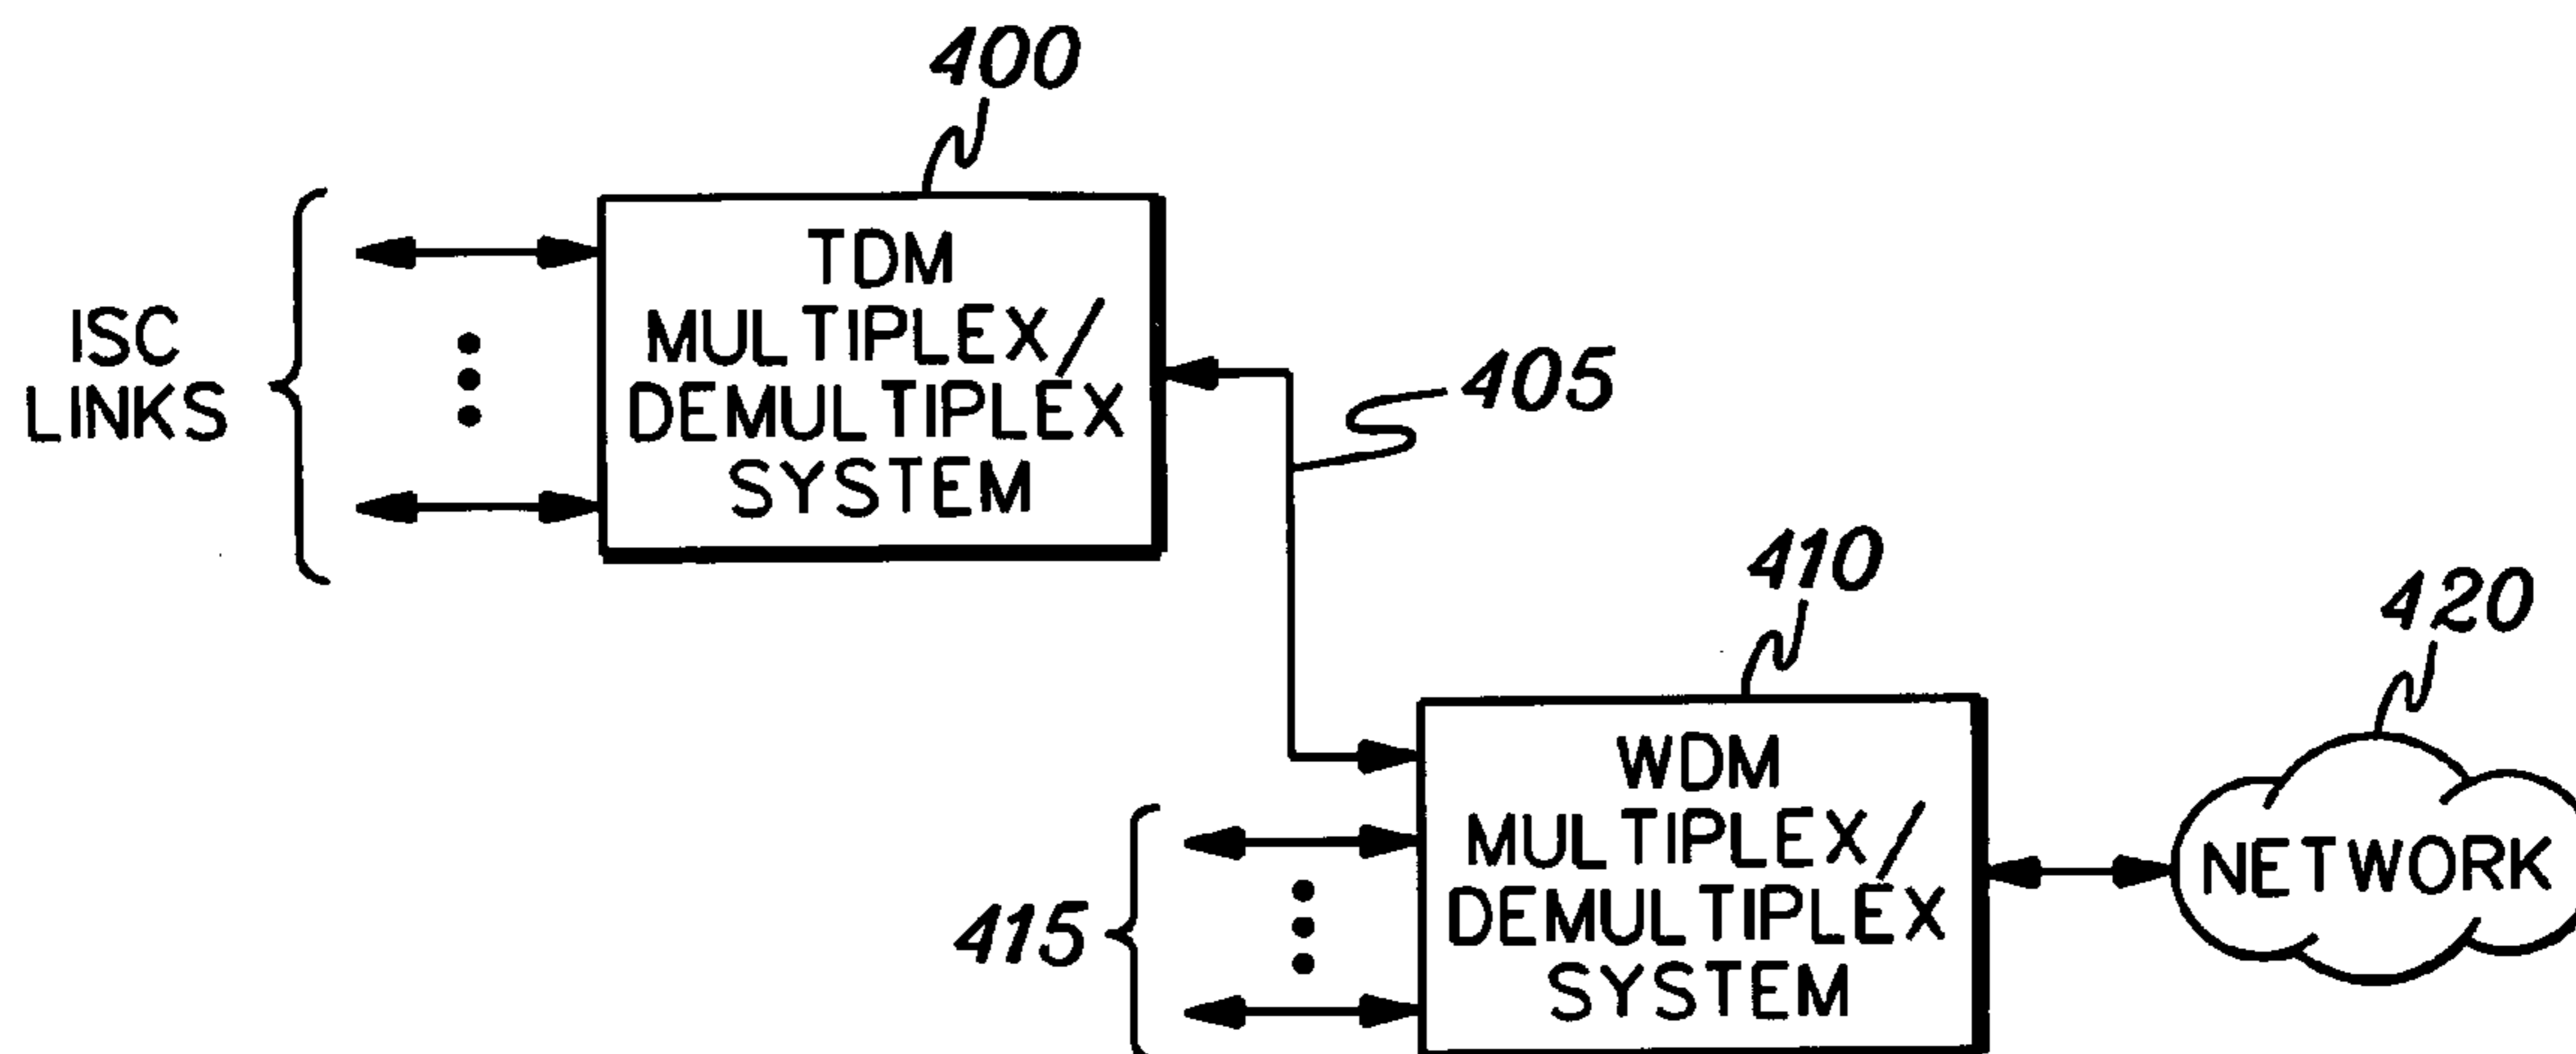 400
TDM
MULTIPLEX/
DEMULTIPLEX
SYSTEM
ISC
LINKS
405
410
WDM
MULTIPLEX/
DEMULTIPLEX
SYSTEM
415
420
NETWORK